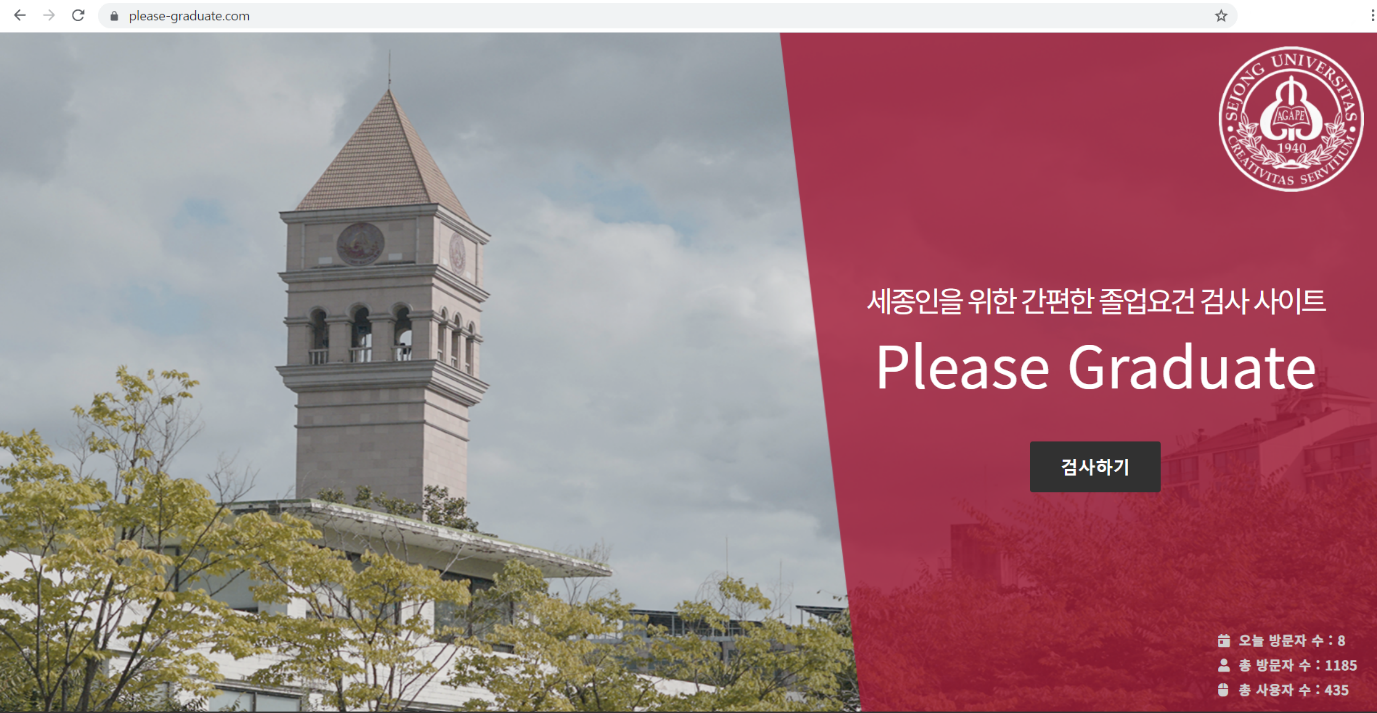 please-graduate.com
SEJONG UNIVERSITAS
AGAPE
1940
CREATIVITAS SERVITIUM
세종인을 위한 간편한 졸업요건 검사 사이트
Please Graduate
검사하기
오늘 방문자 수 : 8
총 방문자 수 : 1185
총 사용자 수 : 435